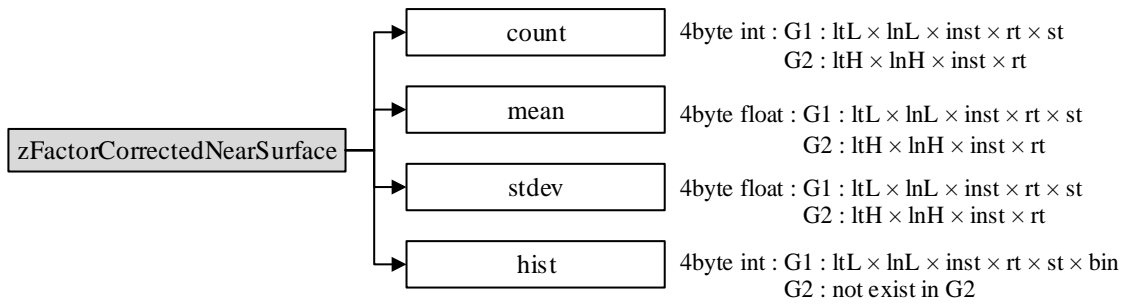 count
4byte int : G1 : ltL × lnL × inst × rt × st
G2 : ltH × lnH × inst × rt
mean
4byte float : G1 : ltL × lnL × inst × rt × st
G2 : ltH × lnH × inst × rt
zFactorCorrectedNearSurface
stdev
4byte float : G1 : ltL × lnL × inst × rt × st
G2 : ltH × lnH × inst × rt
hist
4byte int : G1 : ltL × lnL × inst × rt × st × bin
G2 : not exist in G2